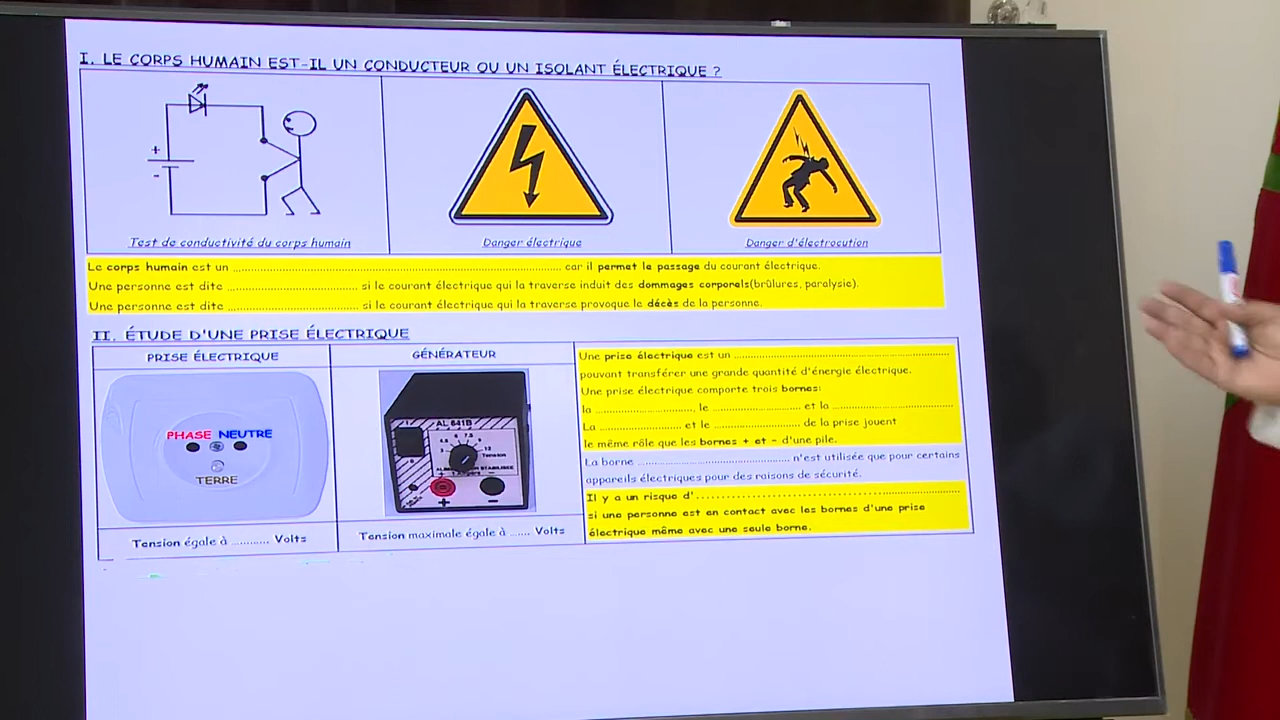 I. LE CORPS HUMAIN EST-IL UN CONDUCTEUR OU UN ISOLANT ÉLECTRIQUE ?
+
-
Test de conductivité du corps humain
Danger électrique
Danger d'électrocution
Le corps humain est un .................... car il permet le passage du courant électrique.
Une personne est dite .................... si le courant électrique qui la traverse induit des dommages corporels(brûlures, paralysie).
Une personne est dite .................... si le courant électrique qui la traverse provoque le décès de la personne.
II. ÉTUDE D'UNE PRISE ÉLECTRIQUE
PRISE ÉLECTRIQUE
PHASE NEUTRE
TERRE
Tension égale à ............ Volts
GÉNÉRATEUR
AL 841B
Tension
+ -
Tension maximale égale à ....... Volts
Une prise électrique est un ....................
pouvant transférer une grande quantité d'énergie électrique.
Une prise électrique comporte trois bornes:
la ...................., le .................... et la ....................
La .................... et le .................... de la prise jouent
le même rôle que les bornes + et - d'une pile.
La borne .................... n'est utilisée que pour certains
appareils électriques pour des raisons de sécurité.
Il y a un risque d'....................
si une personne est en contact avec les bornes d'une prise
électrique même avec une seule borne.